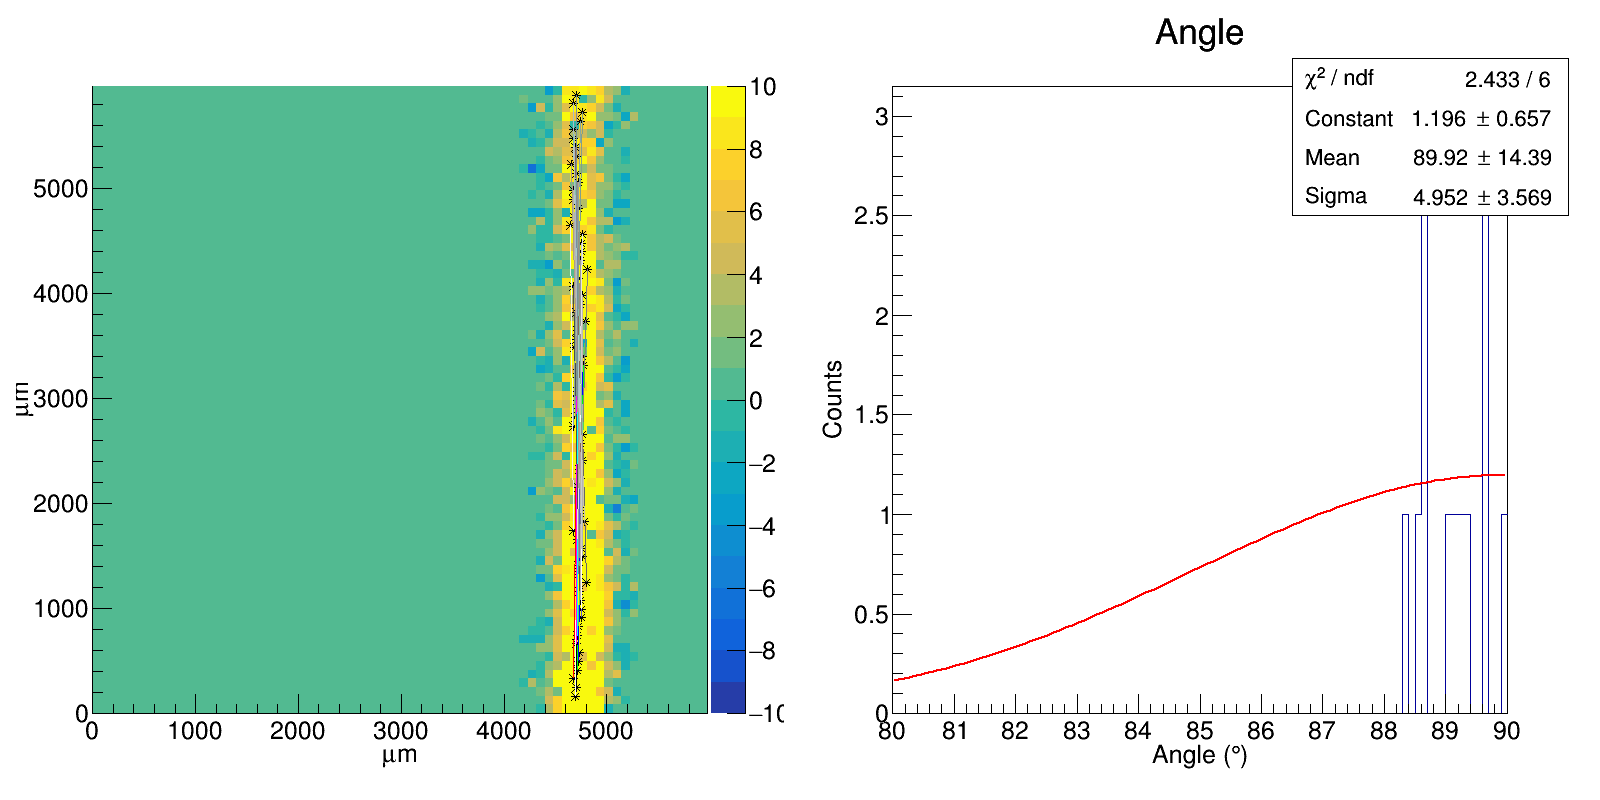 Angle
χ² / ndf 2.433 / 6
Constant 1.196 ± 0.657
Mean 89.92 ± 14.39
Sigma 4.952 ± 3.569
10
8
6
4
2
0
−2
−4
−6
−8
−10
5000
4000
3000
2000
1000
0
μm
0 1000 2000 3000 4000 5000
μm
3
2.5
2
1.5
1
0.5
0
Counts
80 81 82 83 84 85 86 87 88 89 90
Angle (°)